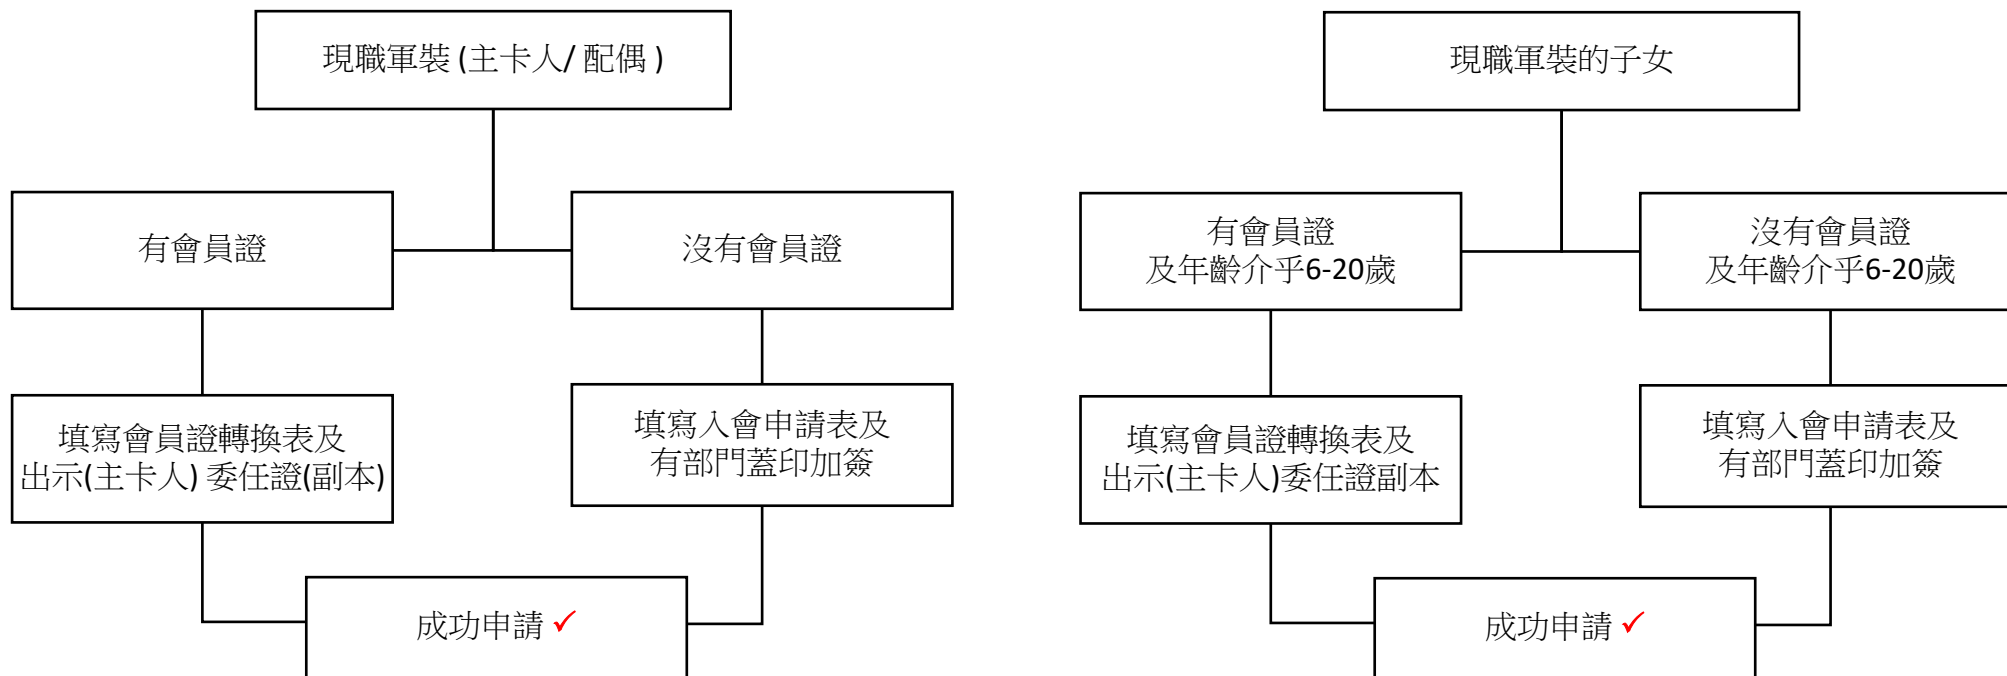 現職軍裝 (主卡人/ 配偶 )
有會員證
沒有會員證
填寫會員證轉換表及
出示(主卡人) 委任證(副本)
填寫入會申請表及
有部門蓋印加簽
成功申請 ✓
現職軍裝的子女
有會員證
及年齡介乎6-20歲
沒有會員證
及年齡介乎6-20歲
填寫會員證轉換表及
出示(主卡人)委任證副本
填寫入會申請表及
有部門蓋印加簽
成功申請 ✓